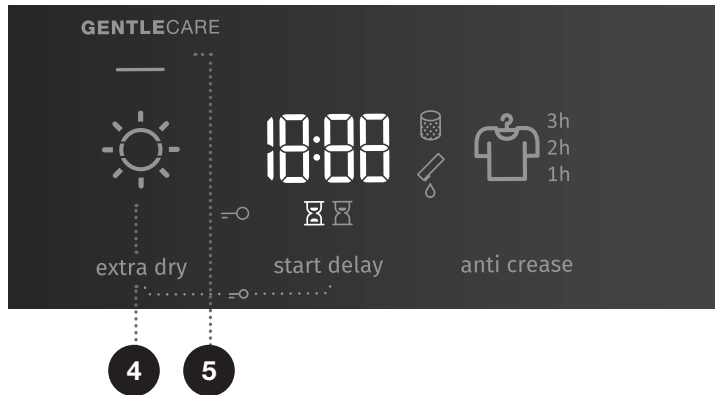 GENTLECARE
18:88
3h
2h
1h
extra dry
start delay
anti crease
4
5